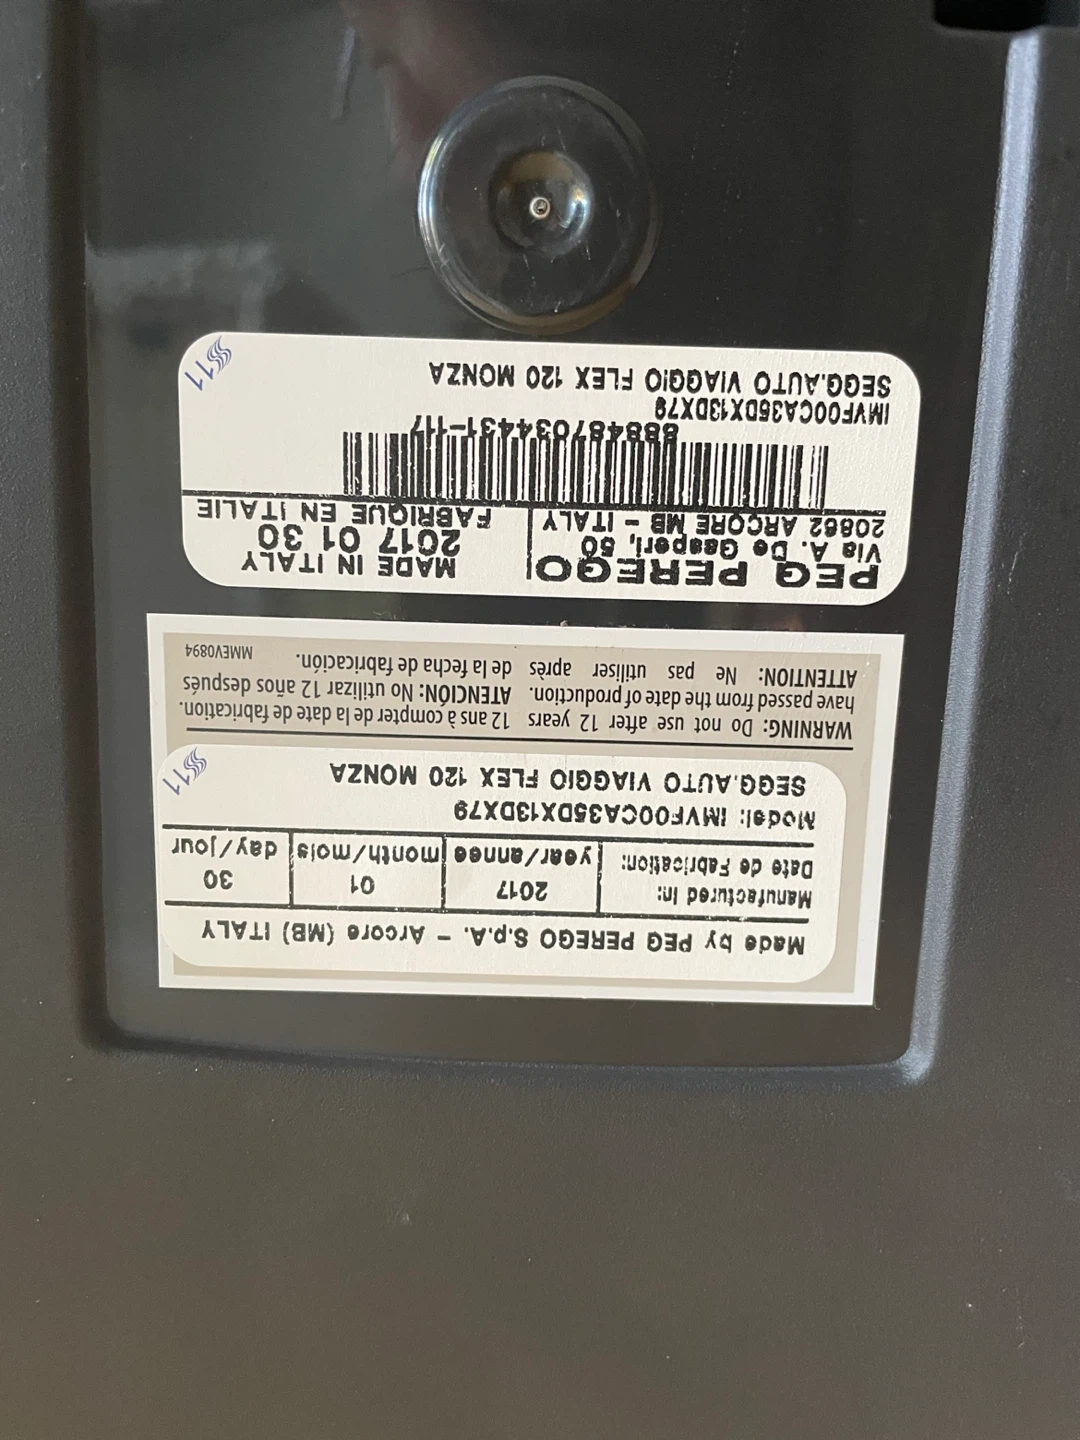 Made by PEG PEREGO S.p.A. - Arcore (MB) ITALY
Manufactured in:
Date de Fabrication:
2017
year/annee
01
month/mois
30
day/jour
Model: IMVF00CA35DX13DX79
SEGG.AUTO VIAGGIO FLEX 120 MONZA
S11
WARNING: Do not use after 12 years
have passed from the date of production.
ATTENTION: Ne pas utiliser après
12 ans à compter de la date de fabrication.
ATENCIÓN: No utilizar 12 años después
de la fecha de fabricación.
MMEV0894
PEG PEREGO
Via A. De Gasperi, 50
20862 ARCORE MB - ITALY
MADE IN ITALY
2017 01 30
FABRIQUE EN ITALIE
888487034431-117
IMVF00CA35DX13DX79
SEGG.AUTO VIAGGIO FLEX 120 MONZA
S11